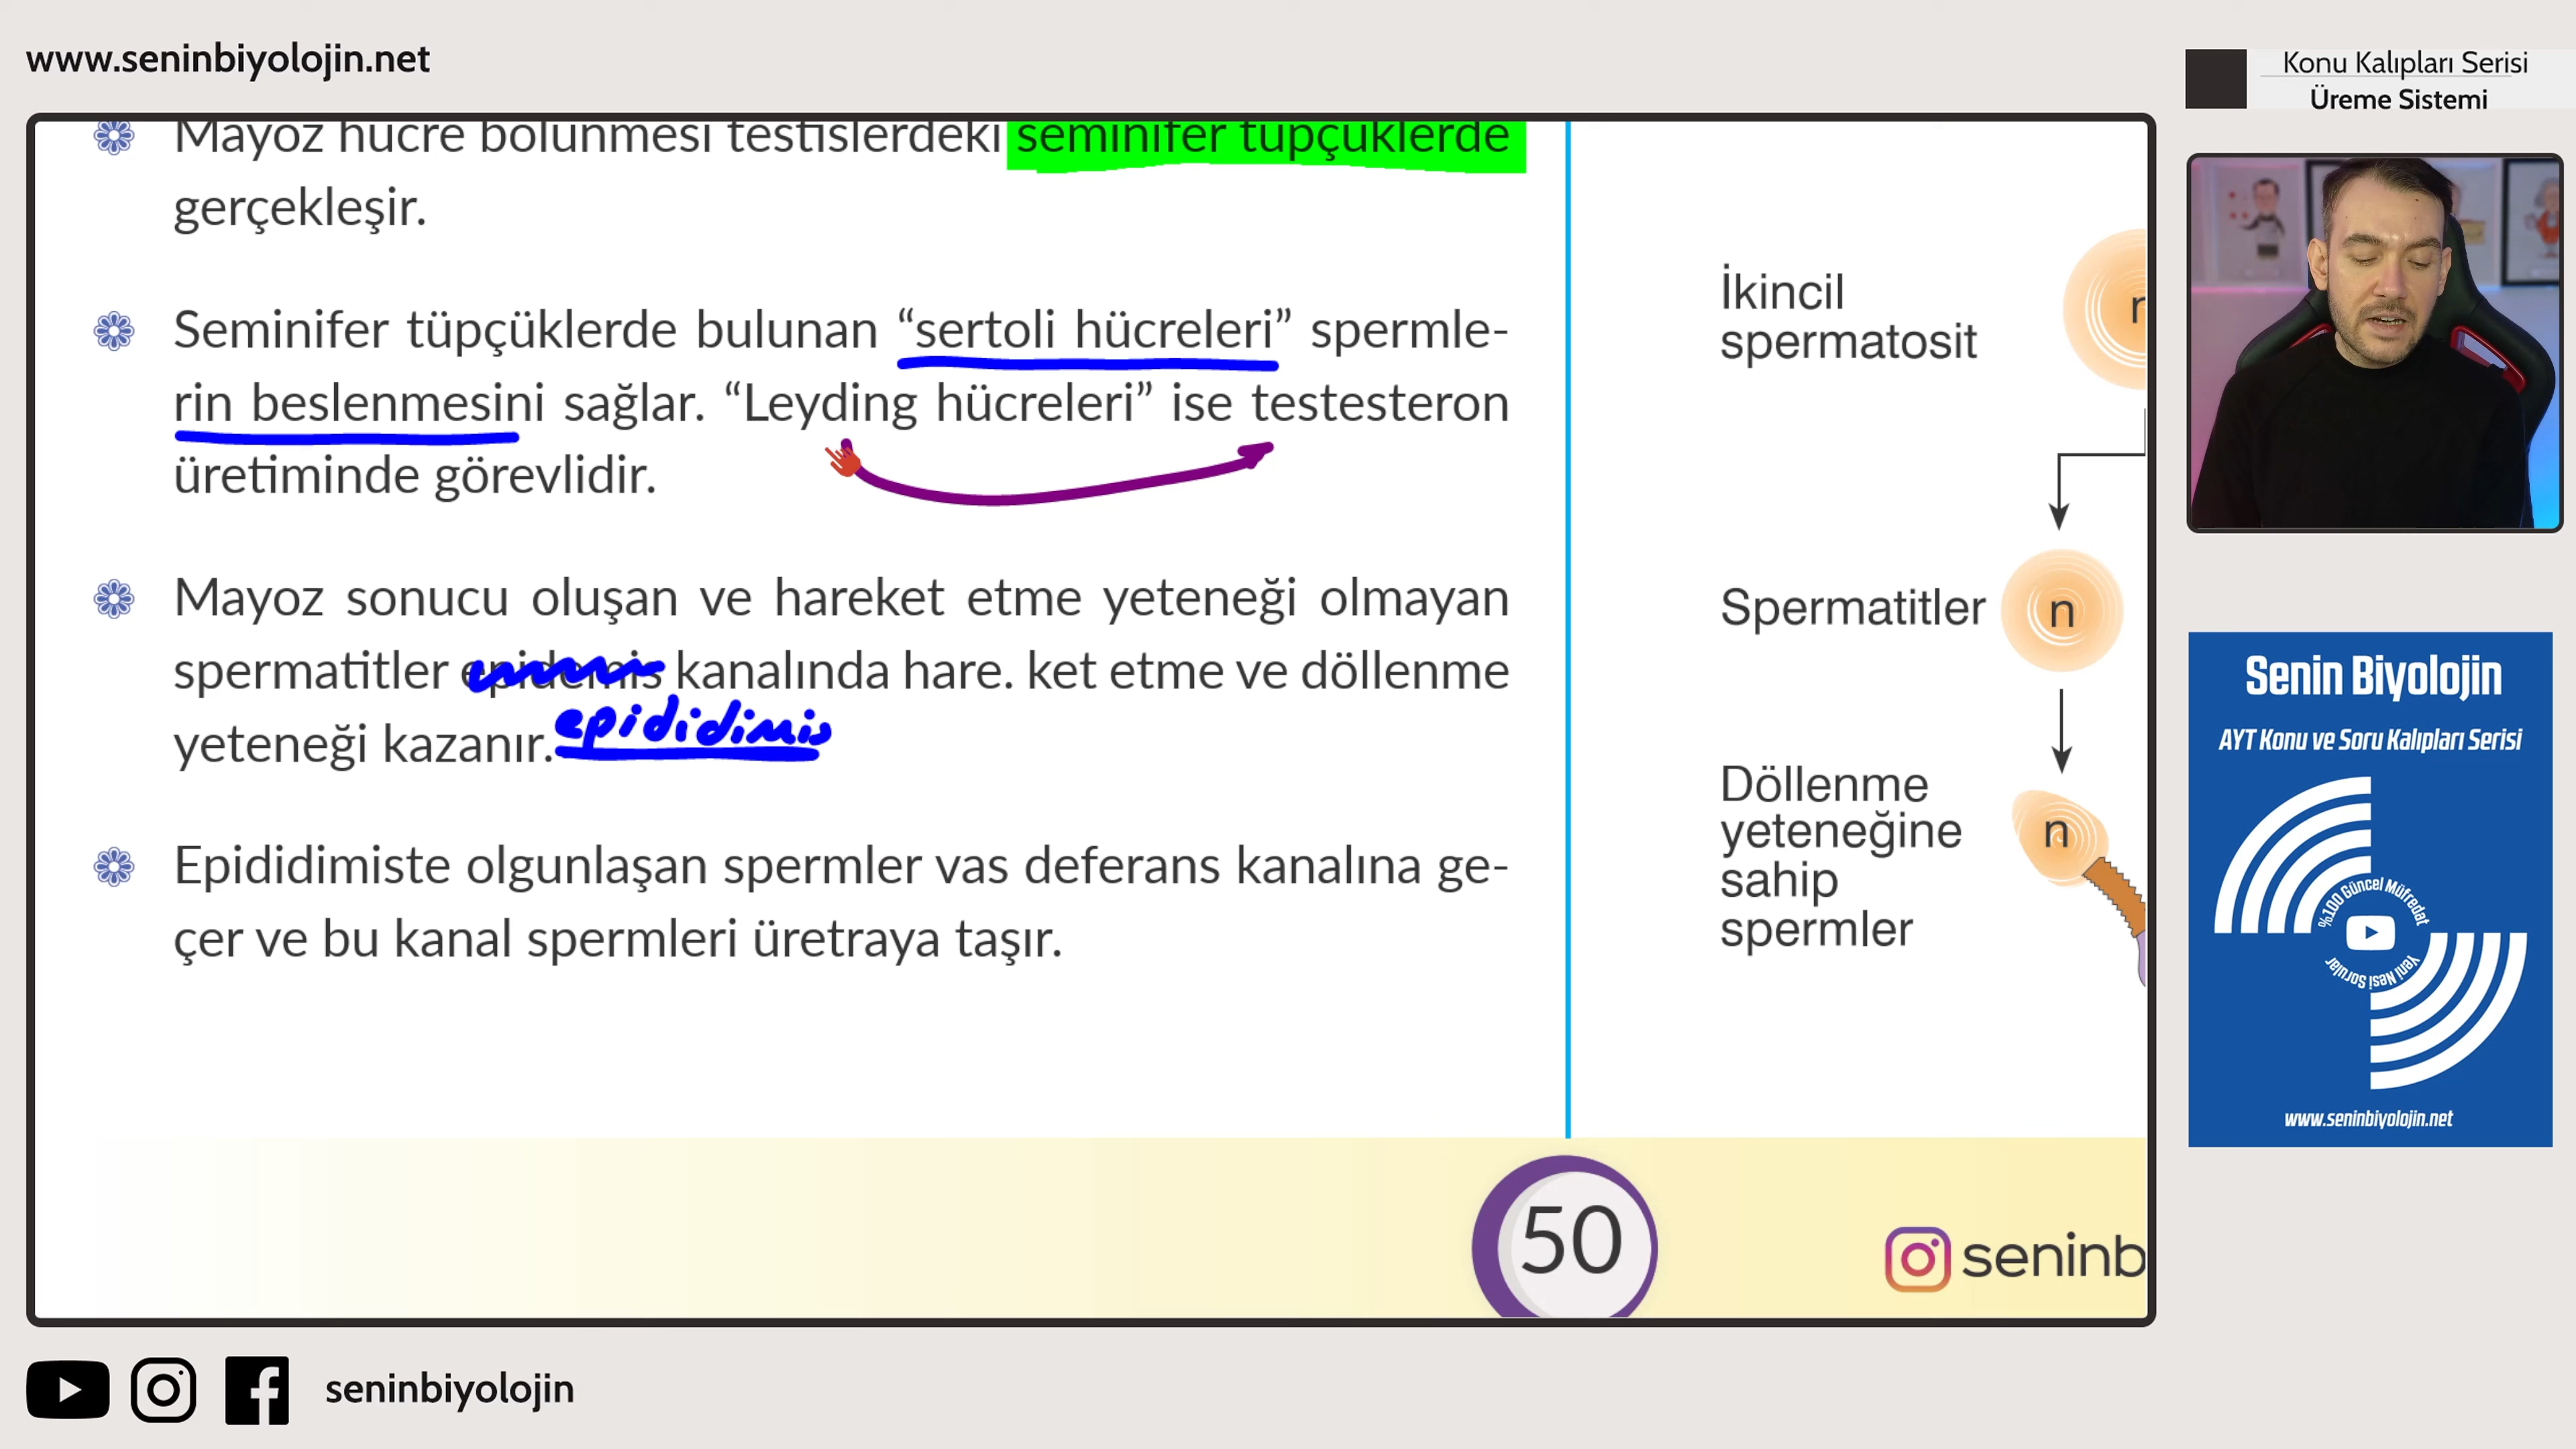 www.seninbiyolojin.net
Konu Kalıpları Serisi
Üreme Sistemi
Mayoz hücre bölünmesi testislerdeki seminifer tüpçüklerde
gerçekleşir.
Seminifer tüpçüklerde bulunan “sertoli hücreleri” spermle-
rin beslenmesini sağlar. “Leyding hücreleri” ise testesteron
üretiminde görevlidir.
Mayoz sonucu oluşan ve hareket etme yeteneği olmayan
spermatitler epidemis kanalında hare. ket etme ve döllenme
yeteneği kazanır.
epididimis
Epididimiste olgunlaşan spermler vas deferans kanalına ge-
çer ve bu kanal spermleri üretraya taşır.
İkincil
spermatosit
n
Spermatitler
n
Döllenme
yeteneğine
sahip
spermler
n
50
seninb
Senin Biyolojin
AYT Konu ve Soru Kalıpları Serisi
%100 Güncel Müfredat
Yeni Nesi Sorular
www.seninbiyolojin.net
seninbiyolojin